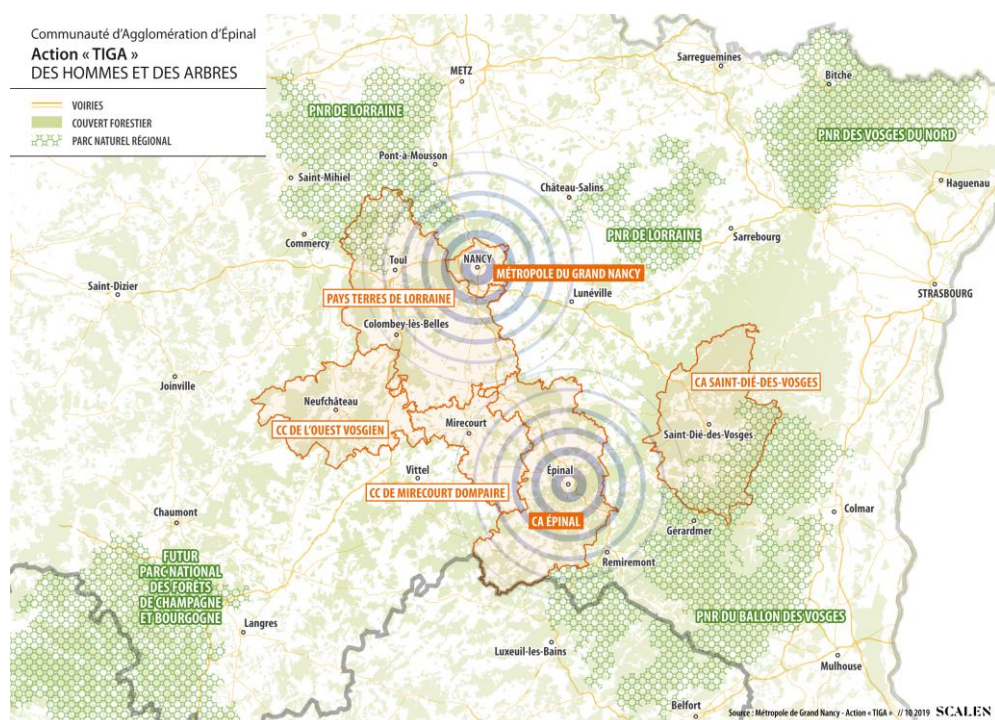 Communauté d'Agglomération d'Épinal
Action « TIGA »
DES HOMMES ET DES ARBRES
VOIRIES
COUVERT FORESTIER
PARC NATUREL RÉGIONAL
METZ
Sarreguemines
Bitche
PNR DE LORRAINE
PNR DES VOSGES DU NORD
Pont-à-Mousson
Saint-Mihiel
Château-Salins
Haguenau
Commercy
PNR DE LORRAINE
Sarrebourg
Toul
NANCY
MÉTROPOLE DU GRAND NANCY
Saint-Dizier
PAYS TERRES DE LORRAINE
Lunéville
STRASBOURG
Colombey-lès-Belles
Joinville
CA SAINT-DIÉ-DES-VOSGES
Neufchâteau
CC DE L'OUEST VOSGIEN
Mirecourt
Saint-Dié-des-Vosges
Vittel
Épinal
CC DE MIRECOURT DOMPAIRE
Chaumont
CA ÉPINAL
Gérardmer
Colmar
Remiremont
FUTUR
PARC NATIONAL
DES FORÊTS
DE CHAMPAGNE
ET BOURGOGNE
PNR DU BALLON DES VOSGES
Langres
Luxeuil-les-Bains
Mulhouse
Belfort
Source : Métropole de Grand Nancy - Action « TIGA » // 10 2019 SCALEN